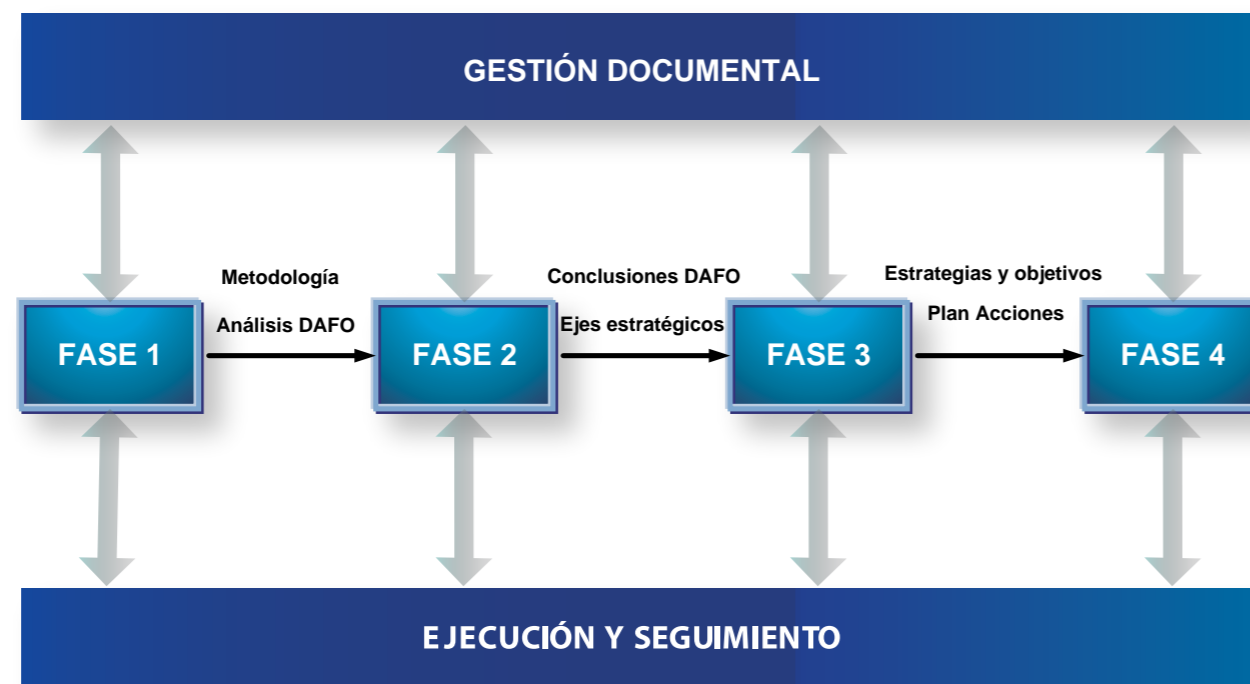 GESTIÓN DOCUMENTAL
Metodología
Análisis DAFO
Conclusiones DAFO
Ejes estratégicos
Estrategias y objetivos
Plan Acciones
FASE 1
FASE 2
FASE 3
FASE 4
EJECUCIÓN Y SEGUIMIENTO